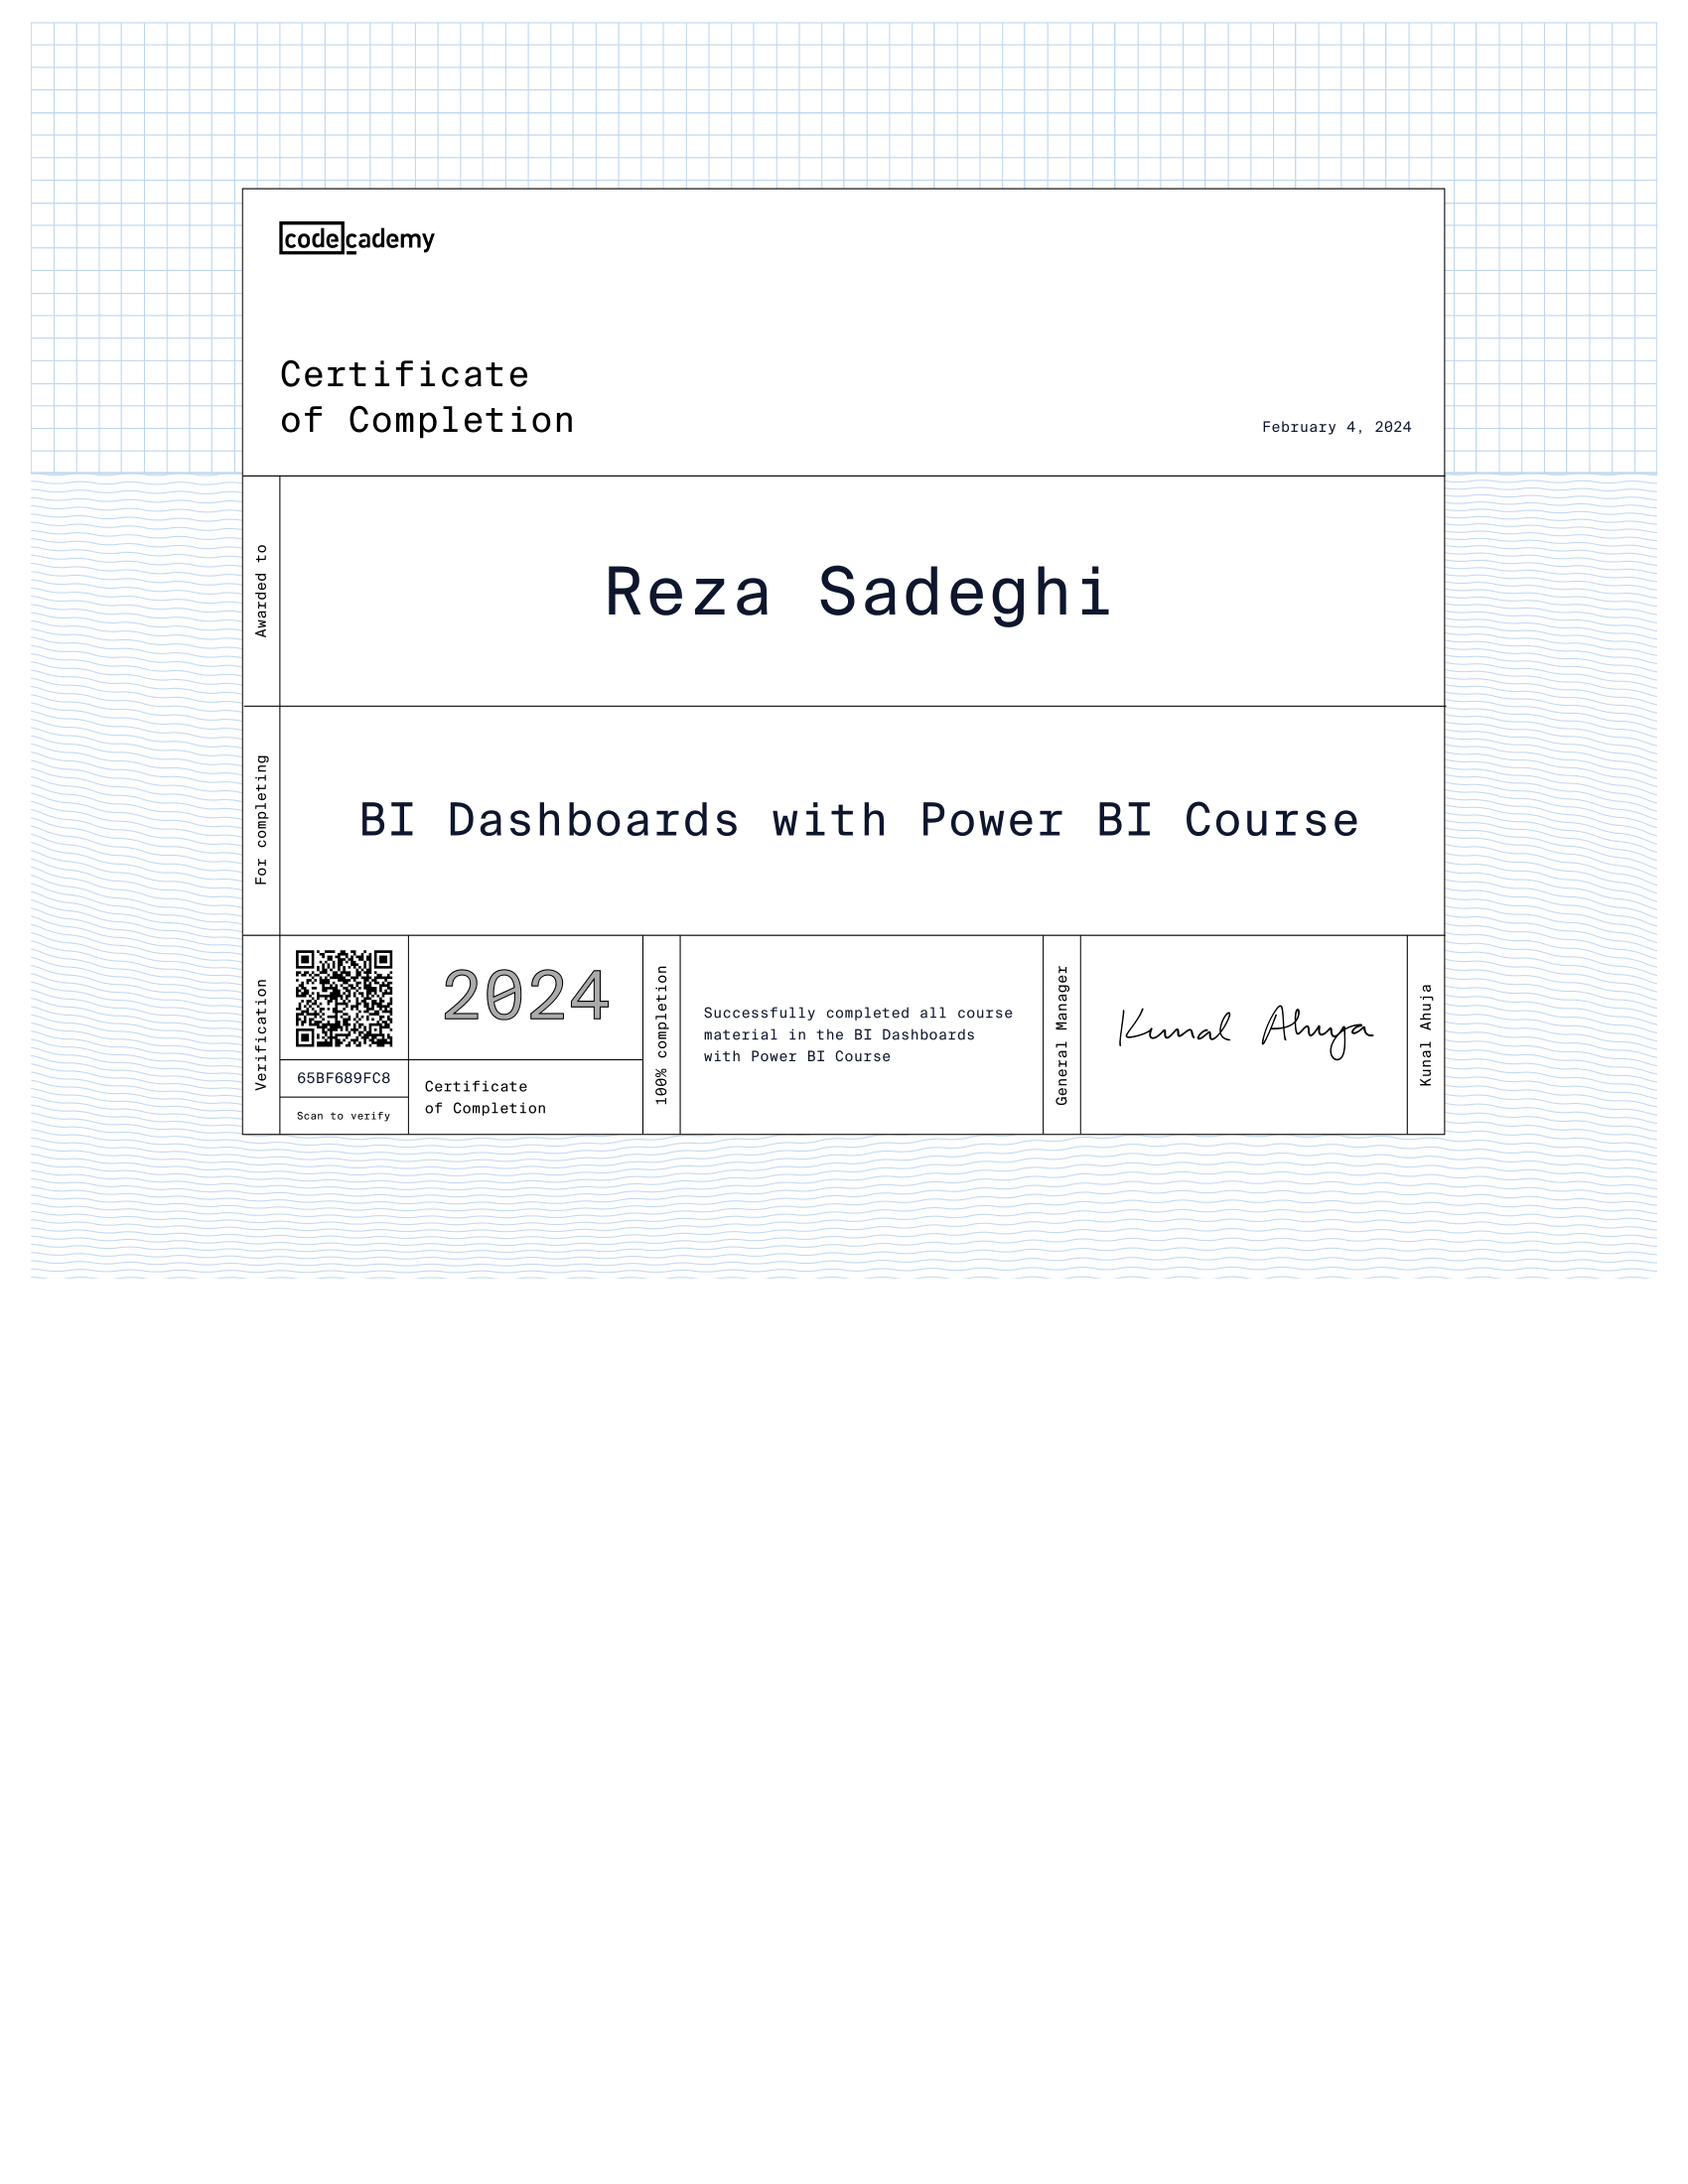 codecademy
Certificate
of Completion
February 4, 2024
Awarded to
Reza Sadeghi
For completing
BI Dashboards with Power BI Course
Verification
65BF689FC8
Scan to verify
2024
Certificate
of Completion
100% completion
Successfully completed all course
material in the BI Dashboards
with Power BI Course
General Manager
Kunal Ahuja
Kunal Ahuja